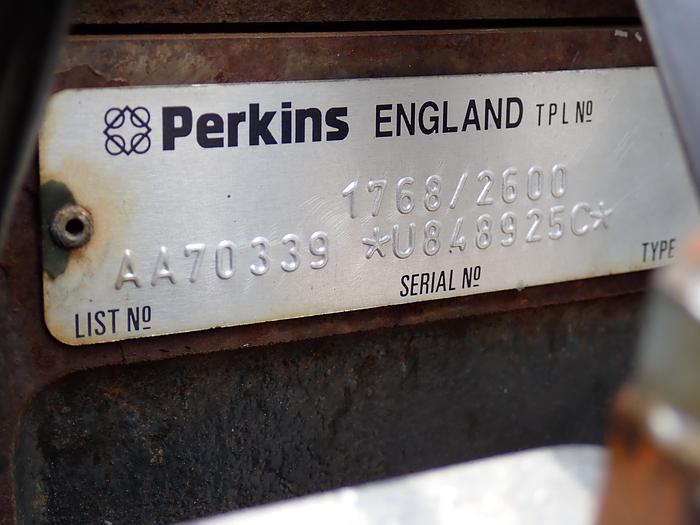 Perkins ENGLAND TPL Nº
1768/2600
AA70339 *U848925C*
LIST Nº SERIAL Nº TYPE